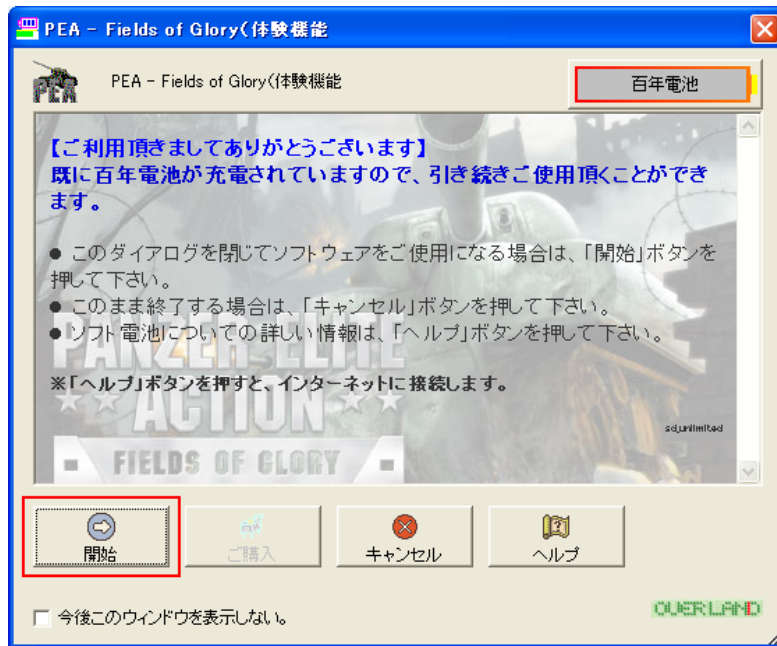 PEA - Fields of Glory(体験機能
PEA
PEA - Fields of Glory(体験機能
百年電池
【ご利用頂きましてありがとうございます】
既に百年電池が充電されていますので、引き続きご使用頂くことができ
ます。
● このダイアログを閉じてソフトウェアをご使用になる場合は、「開始」ボタンを
押して下さい。
● このまま終了する場合は、「キャンセル」ボタンを押して下さい。
● ソフト電池についての詳しい情報は、「ヘルプ」ボタンを押して下さい。
PANZER ELITE
※「ヘルプ」ボタンを押すと、インターネットに接続します。
ACTION
sd_unlimited
FIELDS OF GLORY
開始
ご購入
キャンセル
ヘルプ
今後このウィンドウを表示しない。
OVERLAND